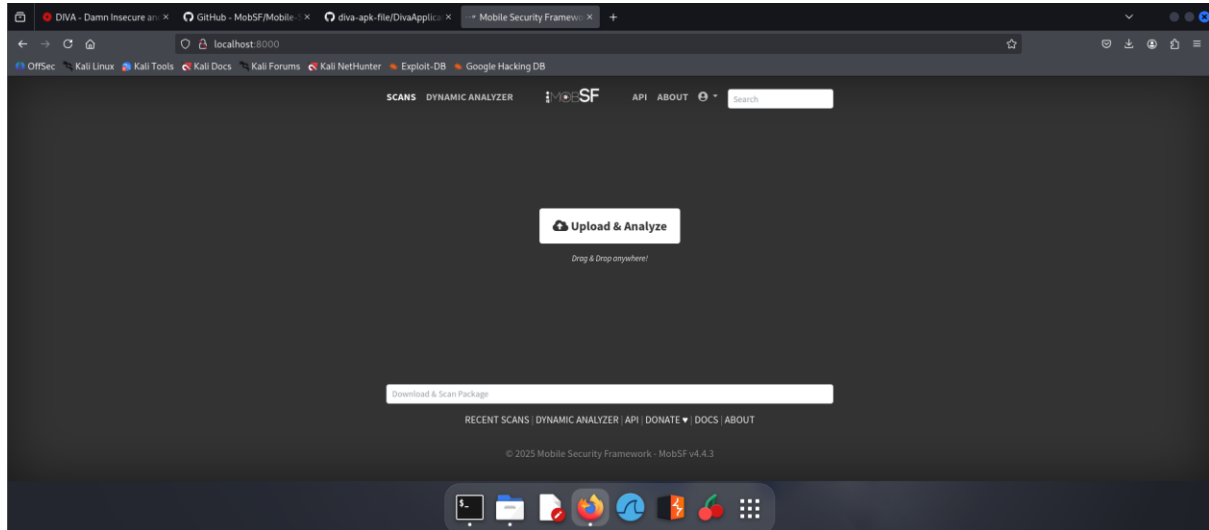 DIVA - Damn Insecure and
GitHub - MobSF/Mobile-S
diva-apk-file/DivaApplicat
Mobile Security Framewo
localhost:8000
OffSec Kali Linux Kali Tools Kali Docs Kali Forums Kali NetHunter Exploit-DB Google Hacking DB
SCANS DYNAMIC ANALYZER MOBSF API ABOUT Search
Upload & Analyze
Drag & Drop anywhere!
Download & Scan Package
RECENT SCANS | DYNAMIC ANALYZER | API | DONATE ♥ | DOCS | ABOUT
© 2025 Mobile Security Framework - MobSF v4.4.3
$_